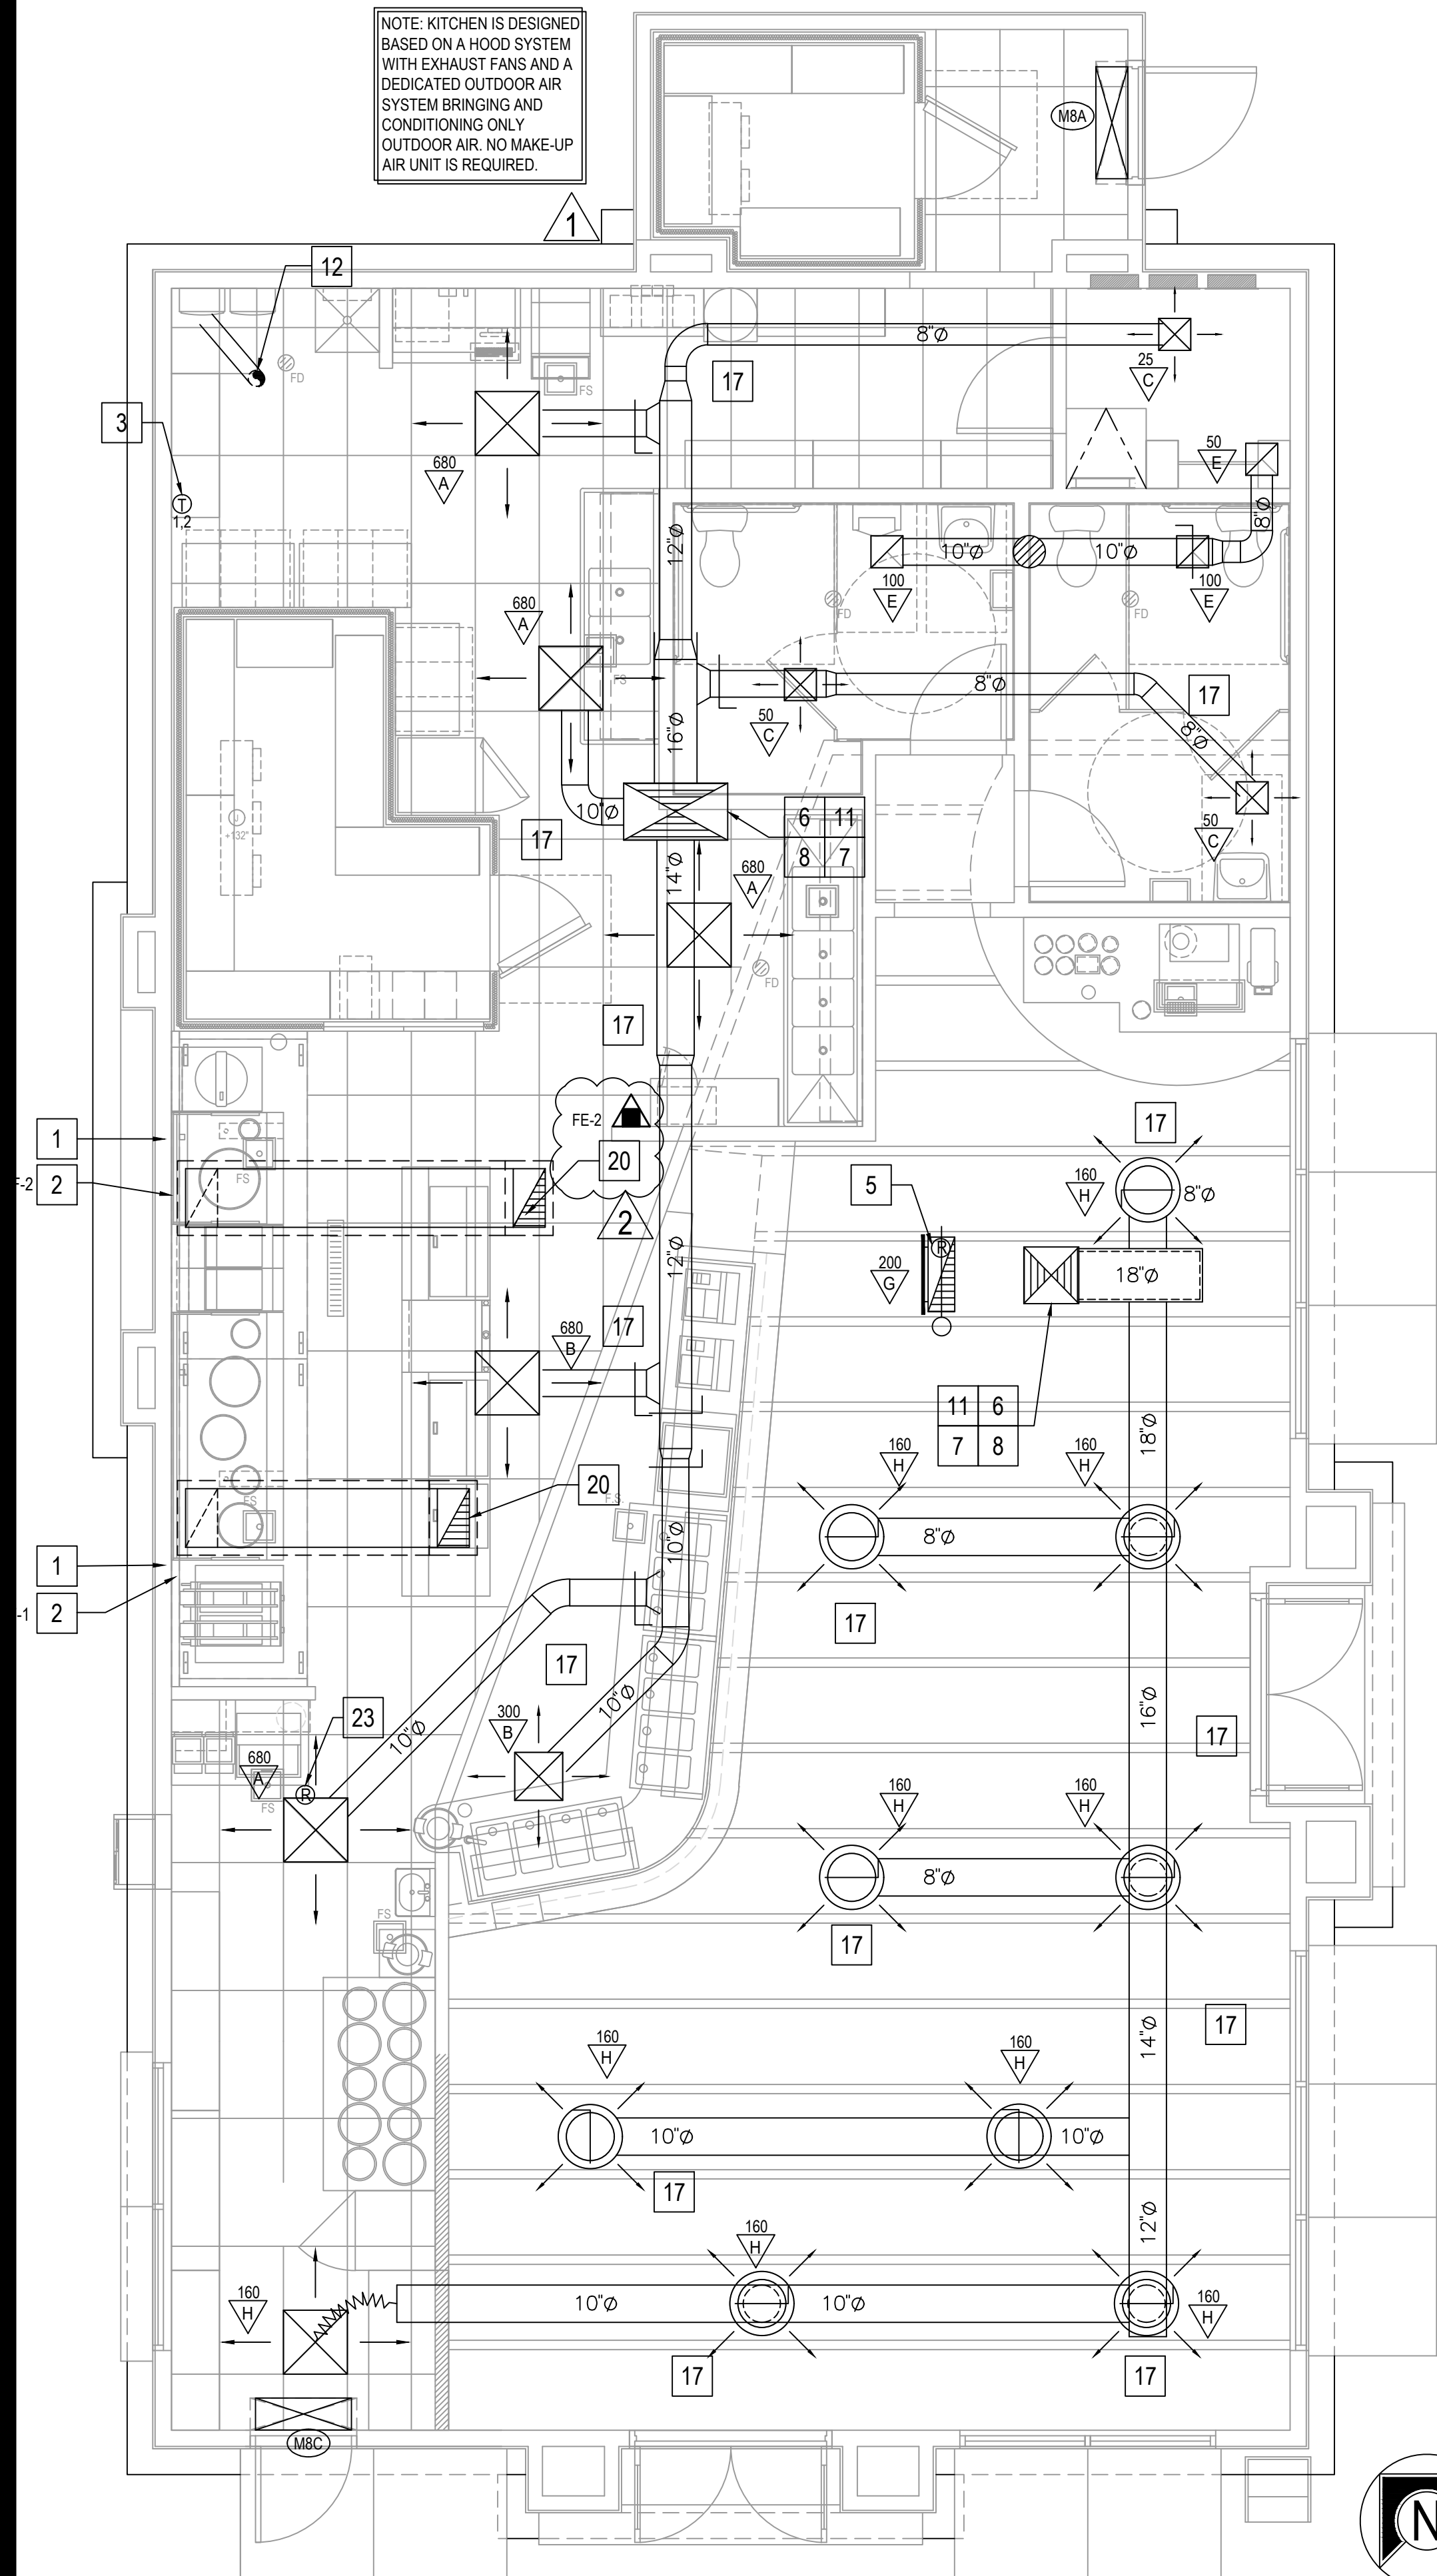 NOTE: KITCHEN IS DESIGNED
BASED ON A HOOD SYSTEM
WITH EXHAUST FANS AND A
DEDICATED OUTDOOR AIR
SYSTEM BRINGING AND
CONDITIONING ONLY
OUTDOOR AIR. NO MAKE-UP
AIR UNIT IS REQUIRED.
M8A
1
12
8"Ø
FD
FS
17
25
C
3
680
A
50
E
T
1,2
8"Ø
12"Ø
10"Ø
10"Ø
100
E
100
E
680
A
FD
FD
FS
8"Ø
17
16"Ø
50
C
8"Ø
10"Ø
6 11
8 7
J
+132"
17
50
C
14"Ø
680
A
FD
17
FE-2
1
17
20
FS
F-2
2
5
160
H
8"Ø
2
12"Ø
R
200
G
18"Ø
680
B
17
11 6
7 8
18"Ø
160
H
160
H
20
FS
F.S.
10"Ø
8"Ø
1
-1
2
17
17
10"Ø
16"Ø
23
10"Ø
300
B
17
680
A
R
FS
160
H
160
H
8"Ø
FS
17
17
14"Ø
160
H
160
H
10"Ø
10"Ø
17
12"Ø
160
H
160
H
10"Ø
10"Ø
160
H
17
17
M8C
N